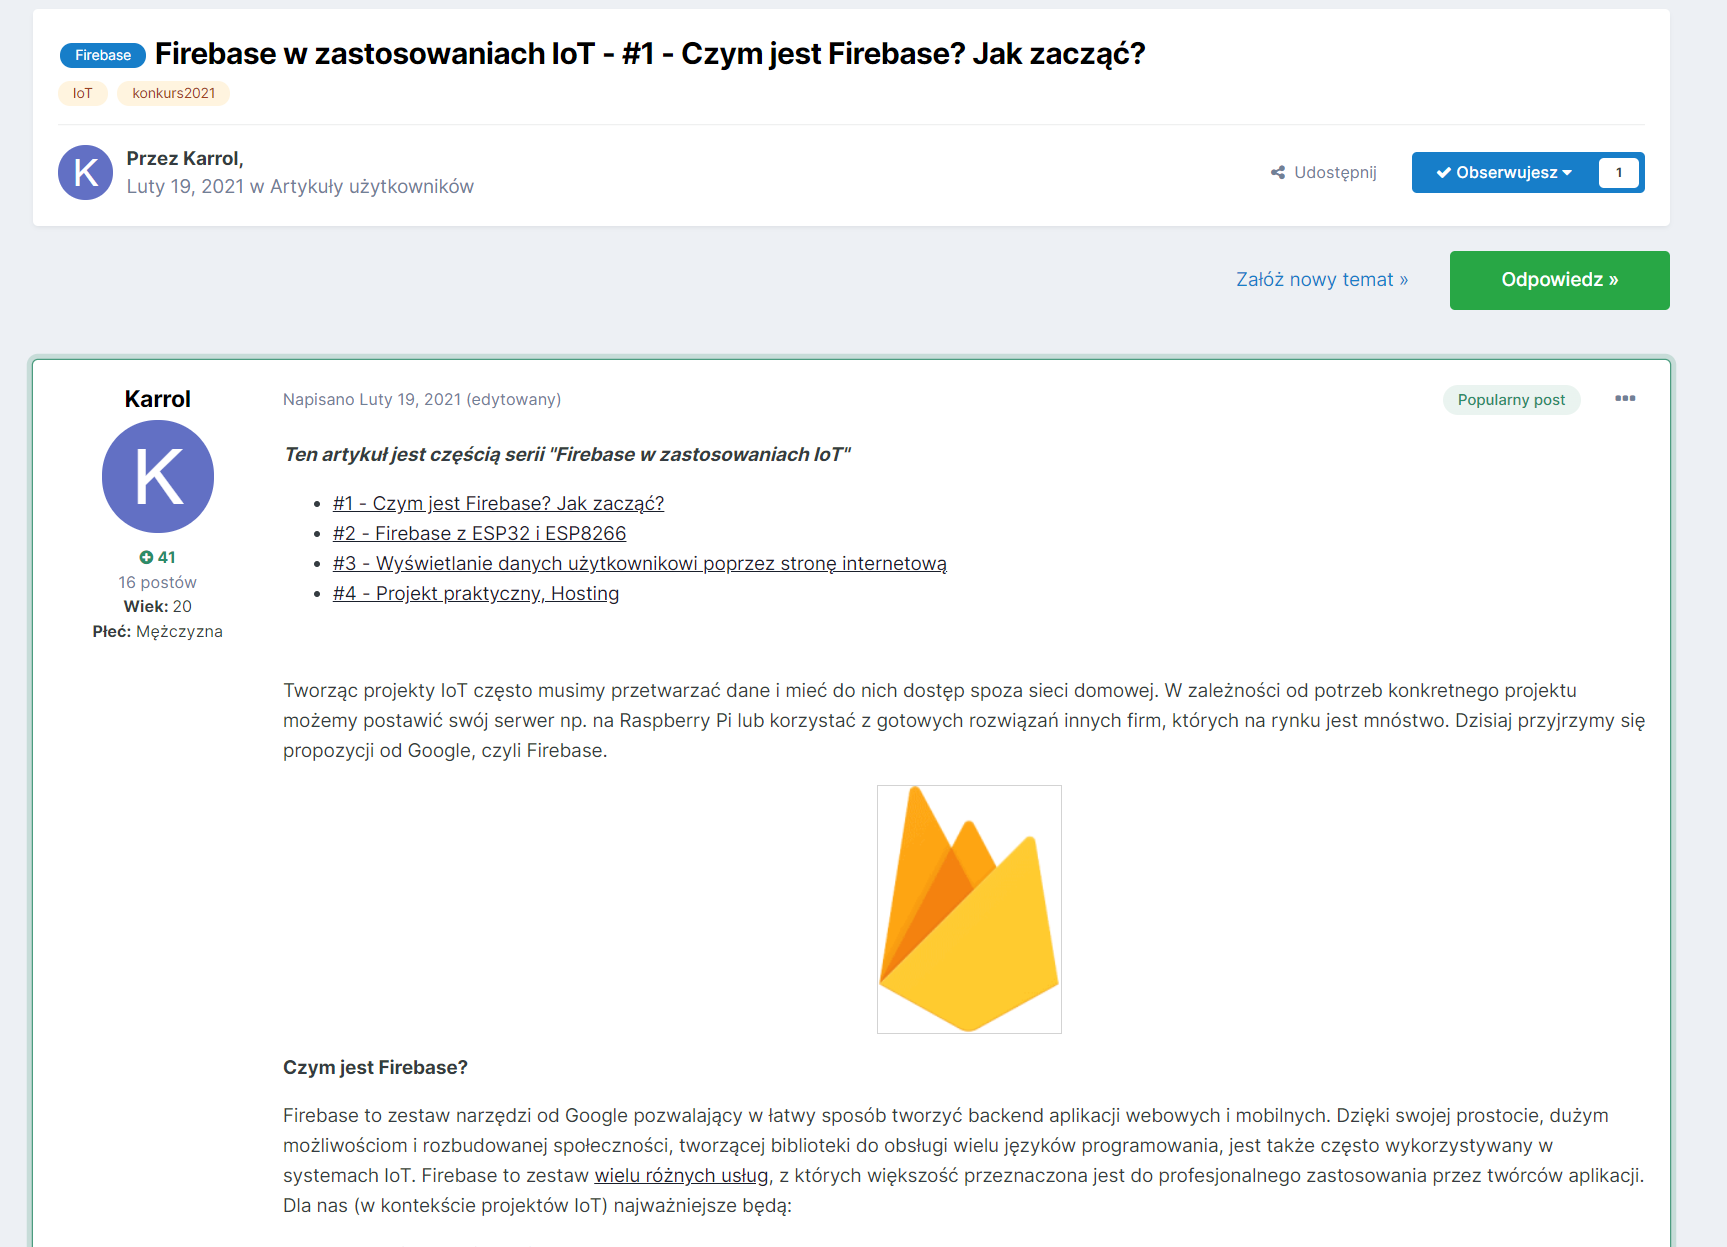 Firebase
Firebase w zastosowaniach IoT - #1 - Czym jest Firebase? Jak zacząć?
IoT
konkurs2021
K
Przez Karrol,
Luty 19, 2021 w Artykuły użytkowników
Udostępnij
Obserwujesz
1
Załóż nowy temat »
Odpowiedz »
Karrol
K
41
16 postów
Wiek: 20
Płeć: Mężczyzna
Napisano Luty 19, 2021 (edytowany)
Popularny post
Ten artykuł jest częścią serii "Firebase w zastosowaniach IoT"
#1 - Czym jest Firebase? Jak zacząć?
#2 - Firebase z ESP32 i ESP8266
#3 - Wyświetlanie danych użytkownikowi poprzez stronę internetową
#4 - Projekt praktyczny, Hosting
Tworząc projekty IoT często musimy przetwarzać dane i mieć do nich dostęp spoza sieci domowej. W zależności od potrzeb konkretnego projektu
możemy postawić swój serwer np. na Raspberry Pi lub korzystać z gotowych rozwiązań innych firm, których na rynku jest mnóstwo. Dzisiaj przyjrzymy się
propozycji od Google, czyli Firebase.
Czym jest Firebase?
Firebase to zestaw narzędzi od Google pozwalający w łatwy sposób tworzyć backend aplikacji webowych i mobilnych. Dzięki swojej prostocie, dużym
możliwościom i rozbudowanej społeczności, tworzącej biblioteki do obsługi wielu języków programowania, jest także często wykorzystywany w
systemach IoT. Firebase to zestaw wielu różnych usług, z których większość przeznaczona jest do profesjonalnego zastosowania przez twórców aplikacji.
Dla nas (w kontekście projektów IoT) najważniejsze będą: